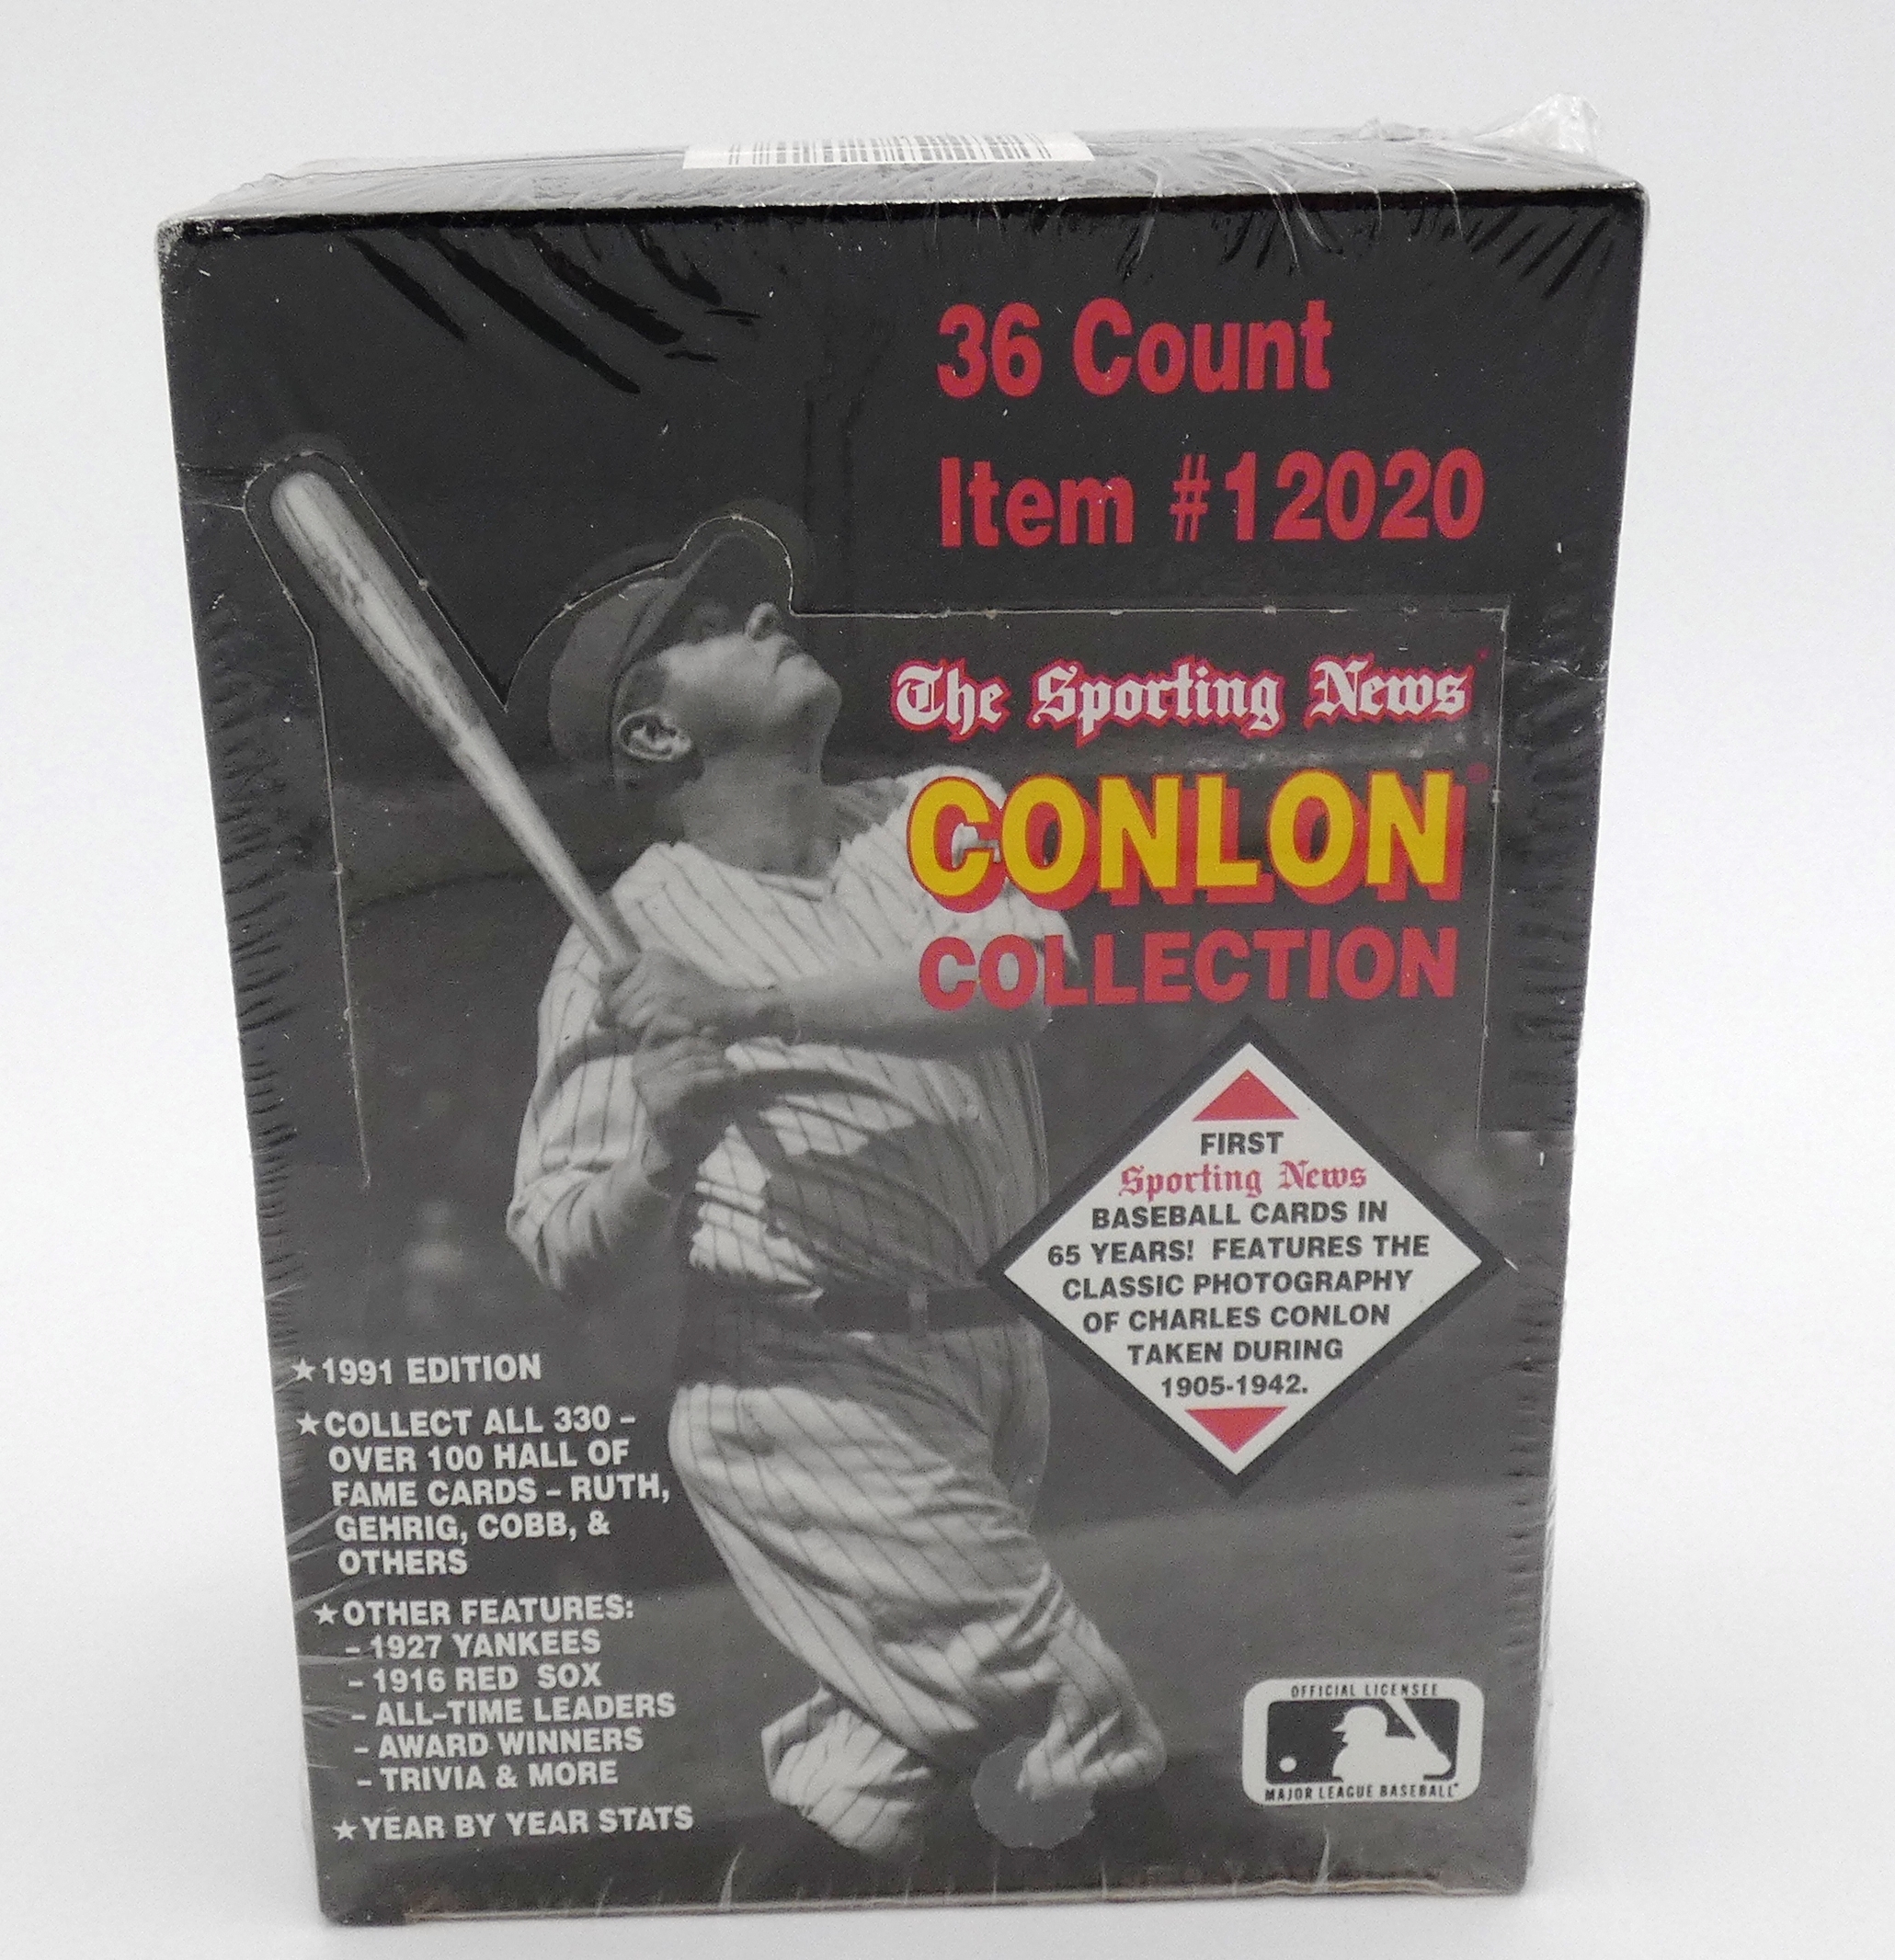 36 Count
Item #12020
The Sporting News
CONLON
COLLECTION
FIRST
Sporting News
BASEBALL CARDS IN
65 YEARS! FEATURES THE
CLASSIC PHOTOGRAPHY
OF CHARLES CONLON
TAKEN DURING
1905-1942.
★1991 EDITION
★COLLECT ALL 330 –
OVER 100 HALL OF
FAME CARDS – RUTH,
GEHRIG, COBB, &
OTHERS
★OTHER FEATURES:
– 1927 YANKEES
– 1916 RED SOX
– ALL–TIME LEADERS
– AWARD WINNERS
– TRIVIA & MORE
★YEAR BY YEAR STATS
OFFICIAL LICENSEE
MAJOR LEAGUE BASEBALL